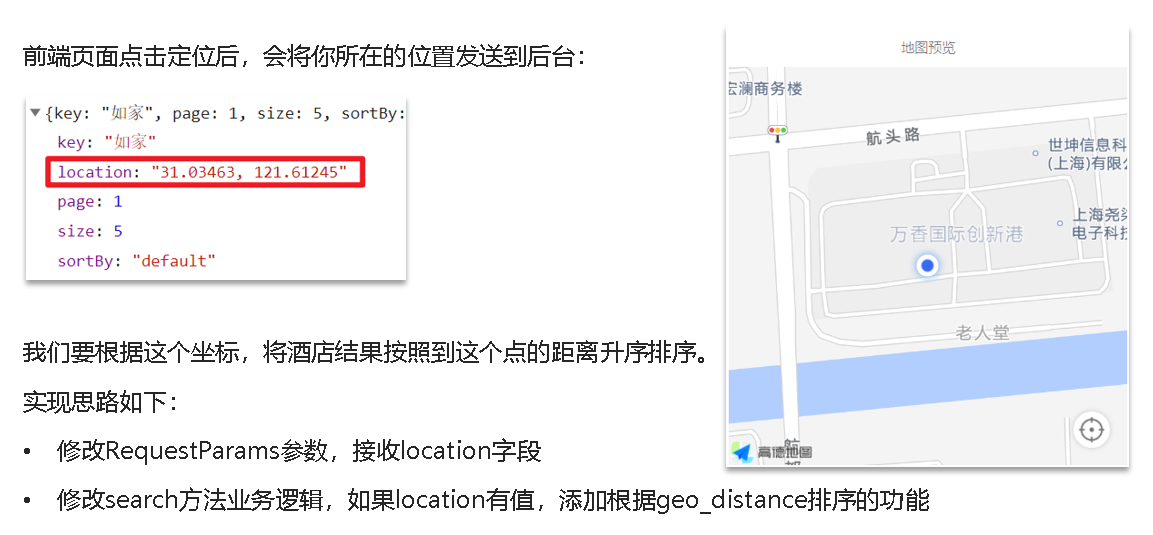 前端页面点击定位后，会将你所在的位置发送到后台：
▼{key: "如家", page: 1, size: 5, sortBy:
key: "如家"
location: "31.03463, 121.61245"
page: 1
size: 5
sortBy: "default"
我们要根据这个坐标，将酒店结果按照到这个点的距离升序排序。
实现思路如下：
• 修改RequestParams参数，接收location字段
• 修改search方法业务逻辑，如果location有值，添加根据geo_distance排序的功能
地图预览
宏澜商务楼
航头路
世坤信息科
(上海)有限公
上海尧
电子科技
万香国际创新港
老人堂
航
高德地图